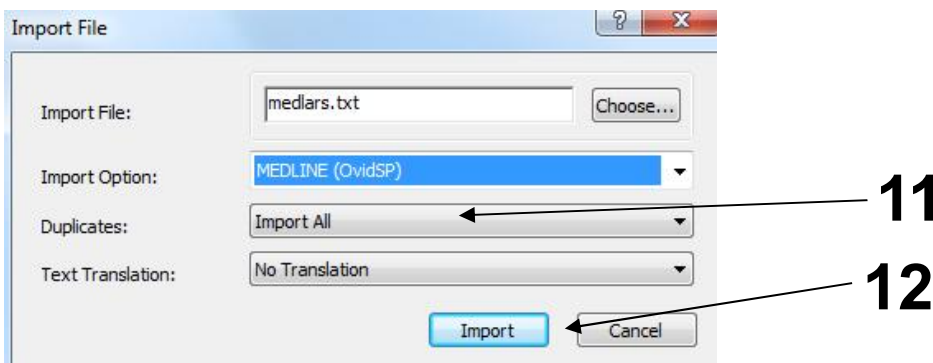 Import File
? X
Import File: medlars.txt Choose...
Import Option: MEDLINE (OvidSP)
11
Duplicates: Import All
Text Translation: No Translation
12
Import Cancel